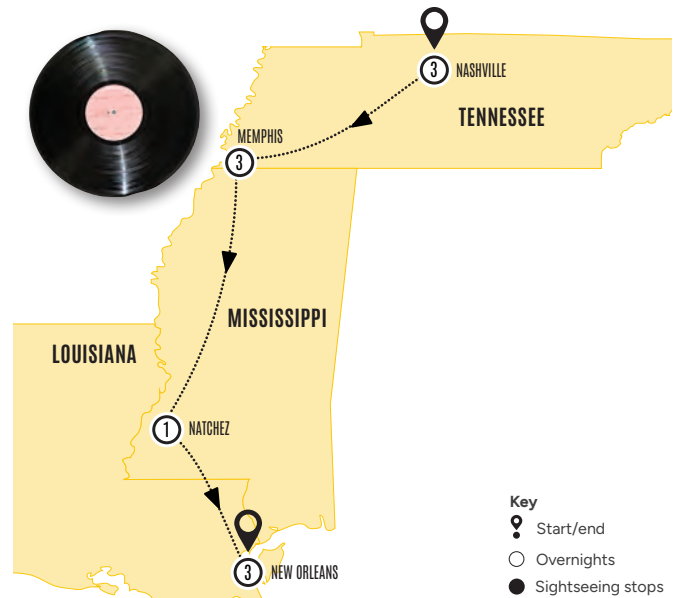 3 NASHVILLE
TENNESSEE
MEMPHIS
3
MISSISSIPPI
LOUISIANA
1 NATCHEZ
3 NEW ORLEANS
Key
Start/end
Overnights
Sightseeing stops